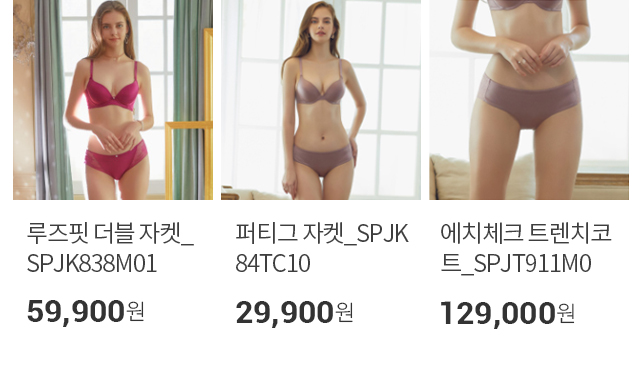 루즈핏 더블 자켓_
SPJK838M01
59,900원
퍼티그 자켓_SPJK
84TC10
29,900원
에치체크 트렌치코
트_SPJT911M0
129,000원